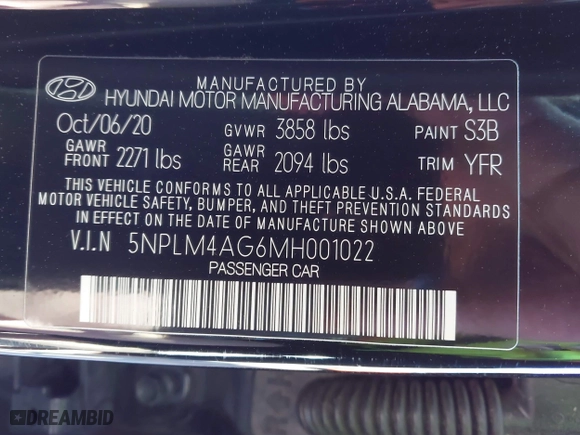 MANUFACTURED BY
HYUNDAI MOTOR MANUFACTURING ALABAMA, LLC
Oct/06/20 GVWR 3858 lbs PAINT S3B
GAWR FRONT 2271 lbs GAWR REAR 2094 lbs TRIM YFR
THIS VEHICLE CONFORMS TO ALL APPLICABLE U.S.A. FEDERAL
MOTOR VEHICLE SAFETY, BUMPER, AND THEFT PREVENTION STANDARDS
IN EFFECT ON THE DATE OF MANUFACTURE SHOWN ABOVE.
V.I.N 5NPLM4AG6MH001022
PASSENGER CAR
DREAMBID